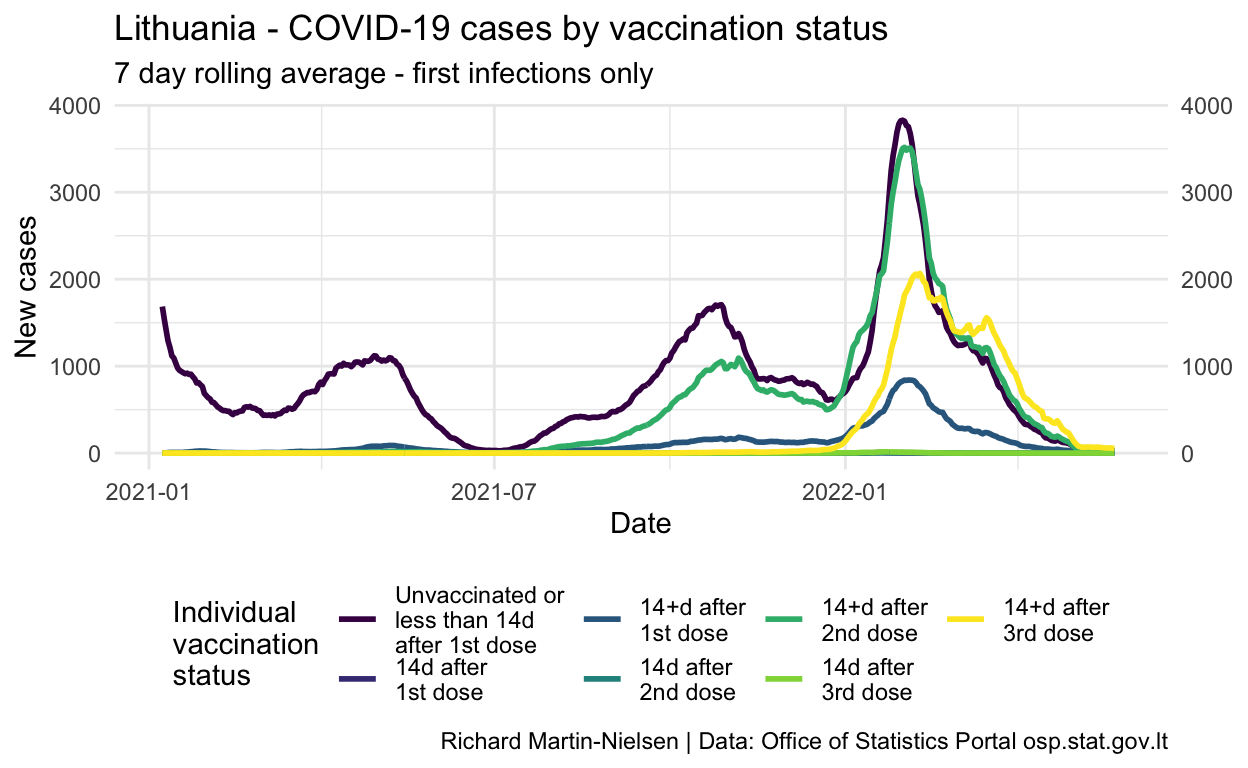 Lithuania - COVID-19 cases by vaccination status
7 day rolling average - first infections only
4000
3000
2000
1000
0
4000
3000
2000
1000
0
New cases
2021-01
2021-07
2022-01
Date
Individual
vaccination
status
Unvaccinated or
less than 14d
after 1st dose
14d after
1st dose
14+d after
1st dose
14d after
2nd dose
14+d after
2nd dose
14d after
3rd dose
14+d after
3rd dose
Richard Martin-Nielsen | Data: Office of Statistics Portal osp.stat.gov.lt